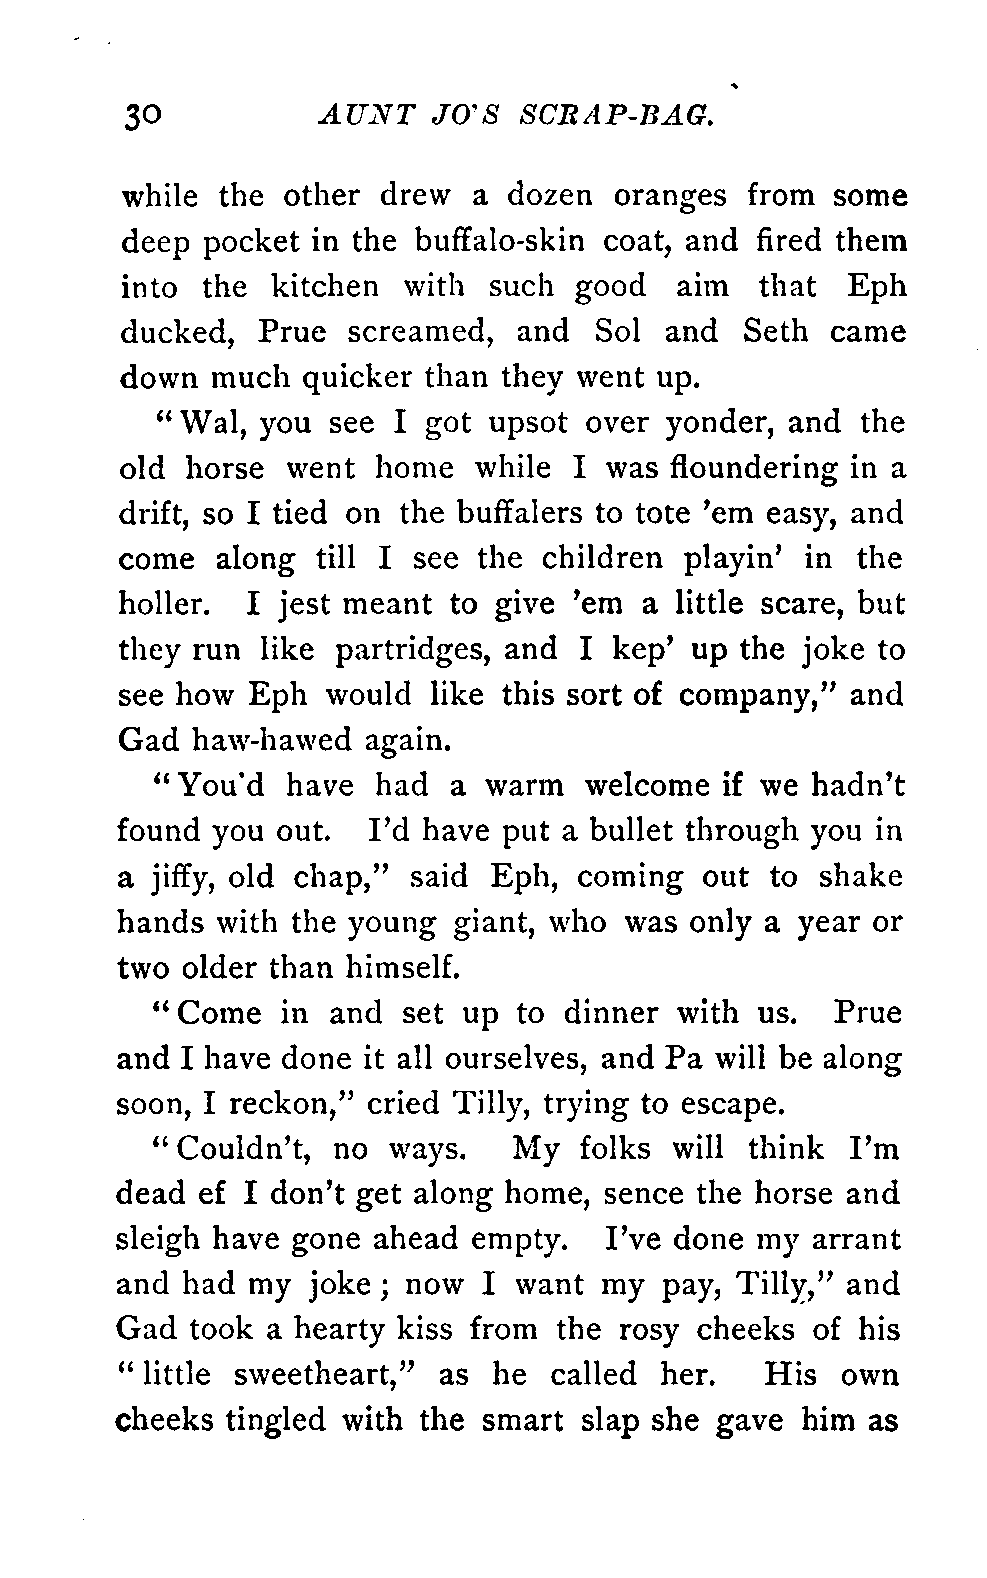 30 AUNT JO'S SCRAP-BAG.
while the other drew a dozen oranges from some
deep pocket in the buffalo-skin coat, and fired them
into the kitchen with such good aim that Eph
ducked, Prue screamed, and Sol and Seth came
down much quicker than they went up.
“Wal, you see I got upsot over yonder, and the
old horse went home while I was floundering in a
drift, so I tied on the buffalers to tote ’em easy, and
come along till I see the children playin’ in the
holler. I jest meant to give ’em a little scare, but
they run like partridges, and I kep’ up the joke to
see how Eph would like this sort of company,” and
Gad haw-hawed again.
“You'd have had a warm welcome if we hadn’t
found you out. I’d have put a bullet through you in
a jiffy, old chap,” said Eph, coming out to shake
hands with the young giant, who was only a year or
two older than himself.
“Come in and set up to dinner with us. Prue
and I have done it all ourselves, and Pa will be along
soon, I reckon,” cried Tilly, trying to escape.
“Couldn’t, no ways. My folks will think I’m
dead ef I don’t get along home, sence the horse and
sleigh have gone ahead empty. I’ve done my arrant
and had my joke; now I want my pay, Tilly,” and
Gad took a hearty kiss from the rosy cheeks of his
“little sweetheart,” as he called her. His own
cheeks tingled with the smart slap she gave him as